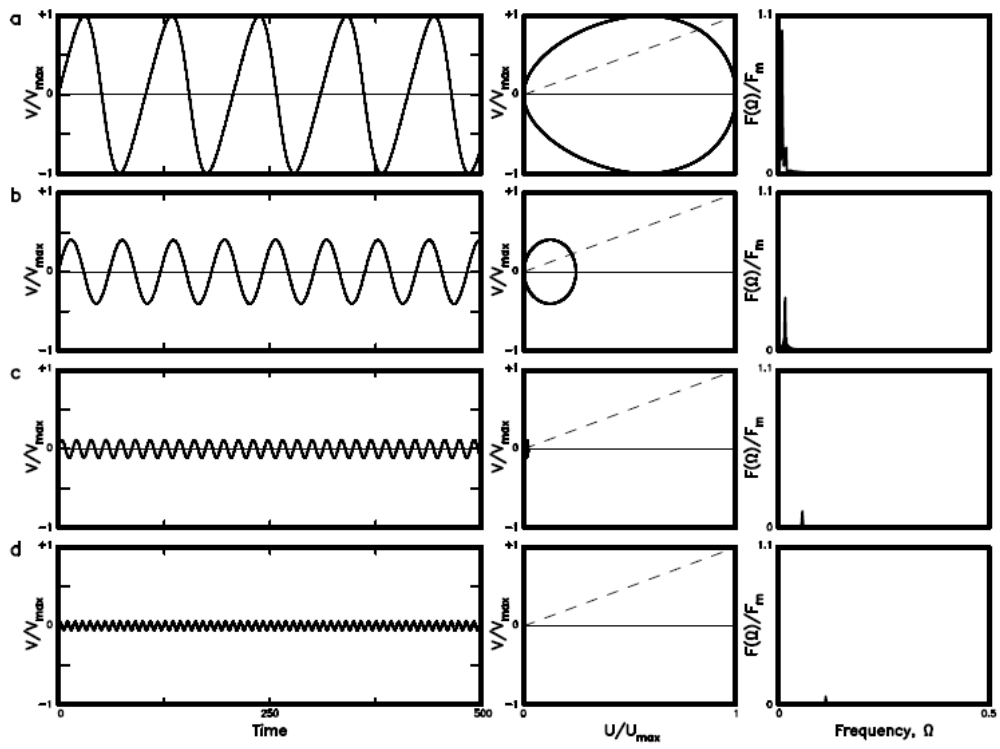 a
+1
0
-1
V/Vmax
+1
0
-1
V/Vmax
1.1
0
F(Ω)/Fm
b
+1
0
-1
V/Vmax
+1
0
-1
V/Vmax
1.1
0
F(Ω)/Fm
c
+1
0
-1
V/Vmax
+1
0
-1
V/Vmax
1.1
0
F(Ω)/Fm
d
+1
0
-1
V/Vmax
+1
0
-1
V/Vmax
1.1
0
F(Ω)/Fm
0 250 500
0 1
0 0.5
Time
U/Umax
Frequency, Ω